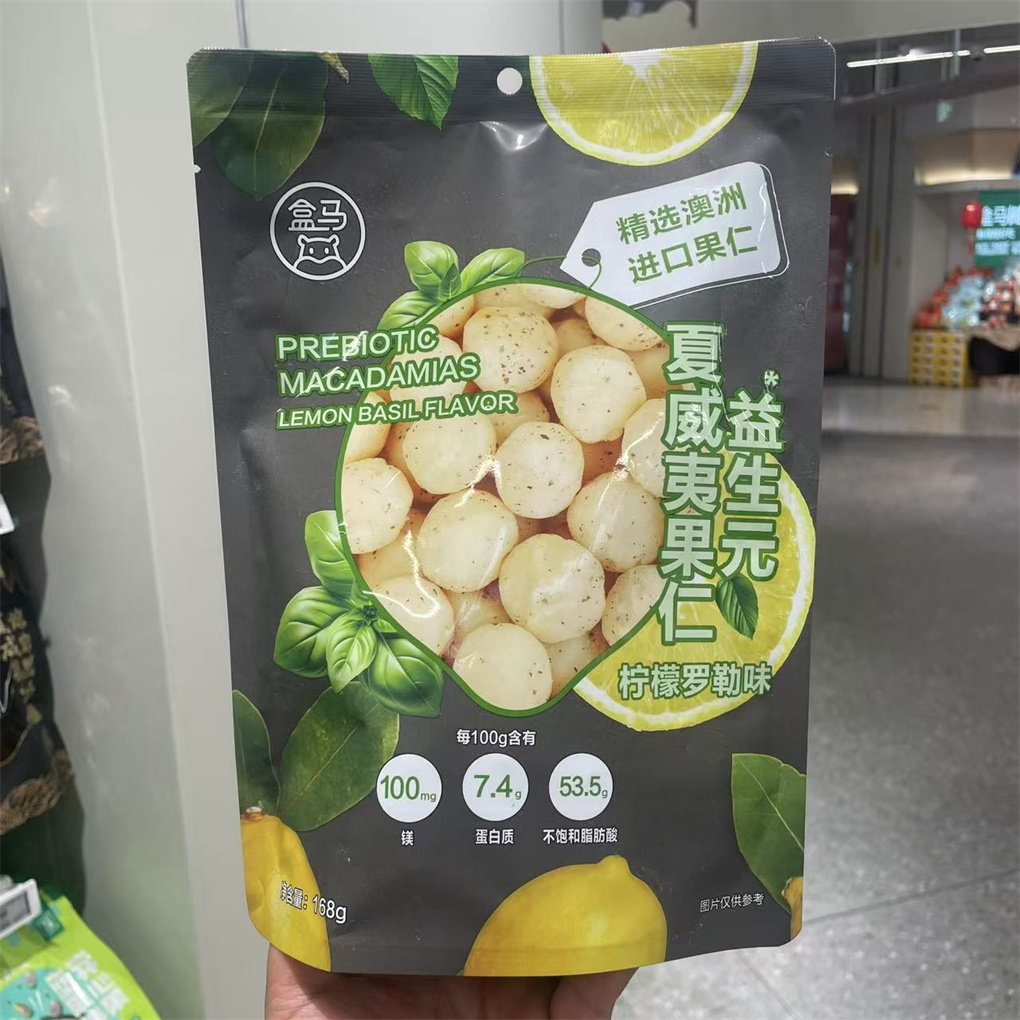 盒马
精选澳洲
进口果仁
PREBIOTIC
MACADAMIAS
LEMON BASIL FLAVOR
*益生元
夏威夷果仁
柠檬罗勒味
每100g含有
100mg
7.4g
53.5g
镁
蛋白质
不饱和脂肪酸
净含量：168g
图片仅供参考
盒马